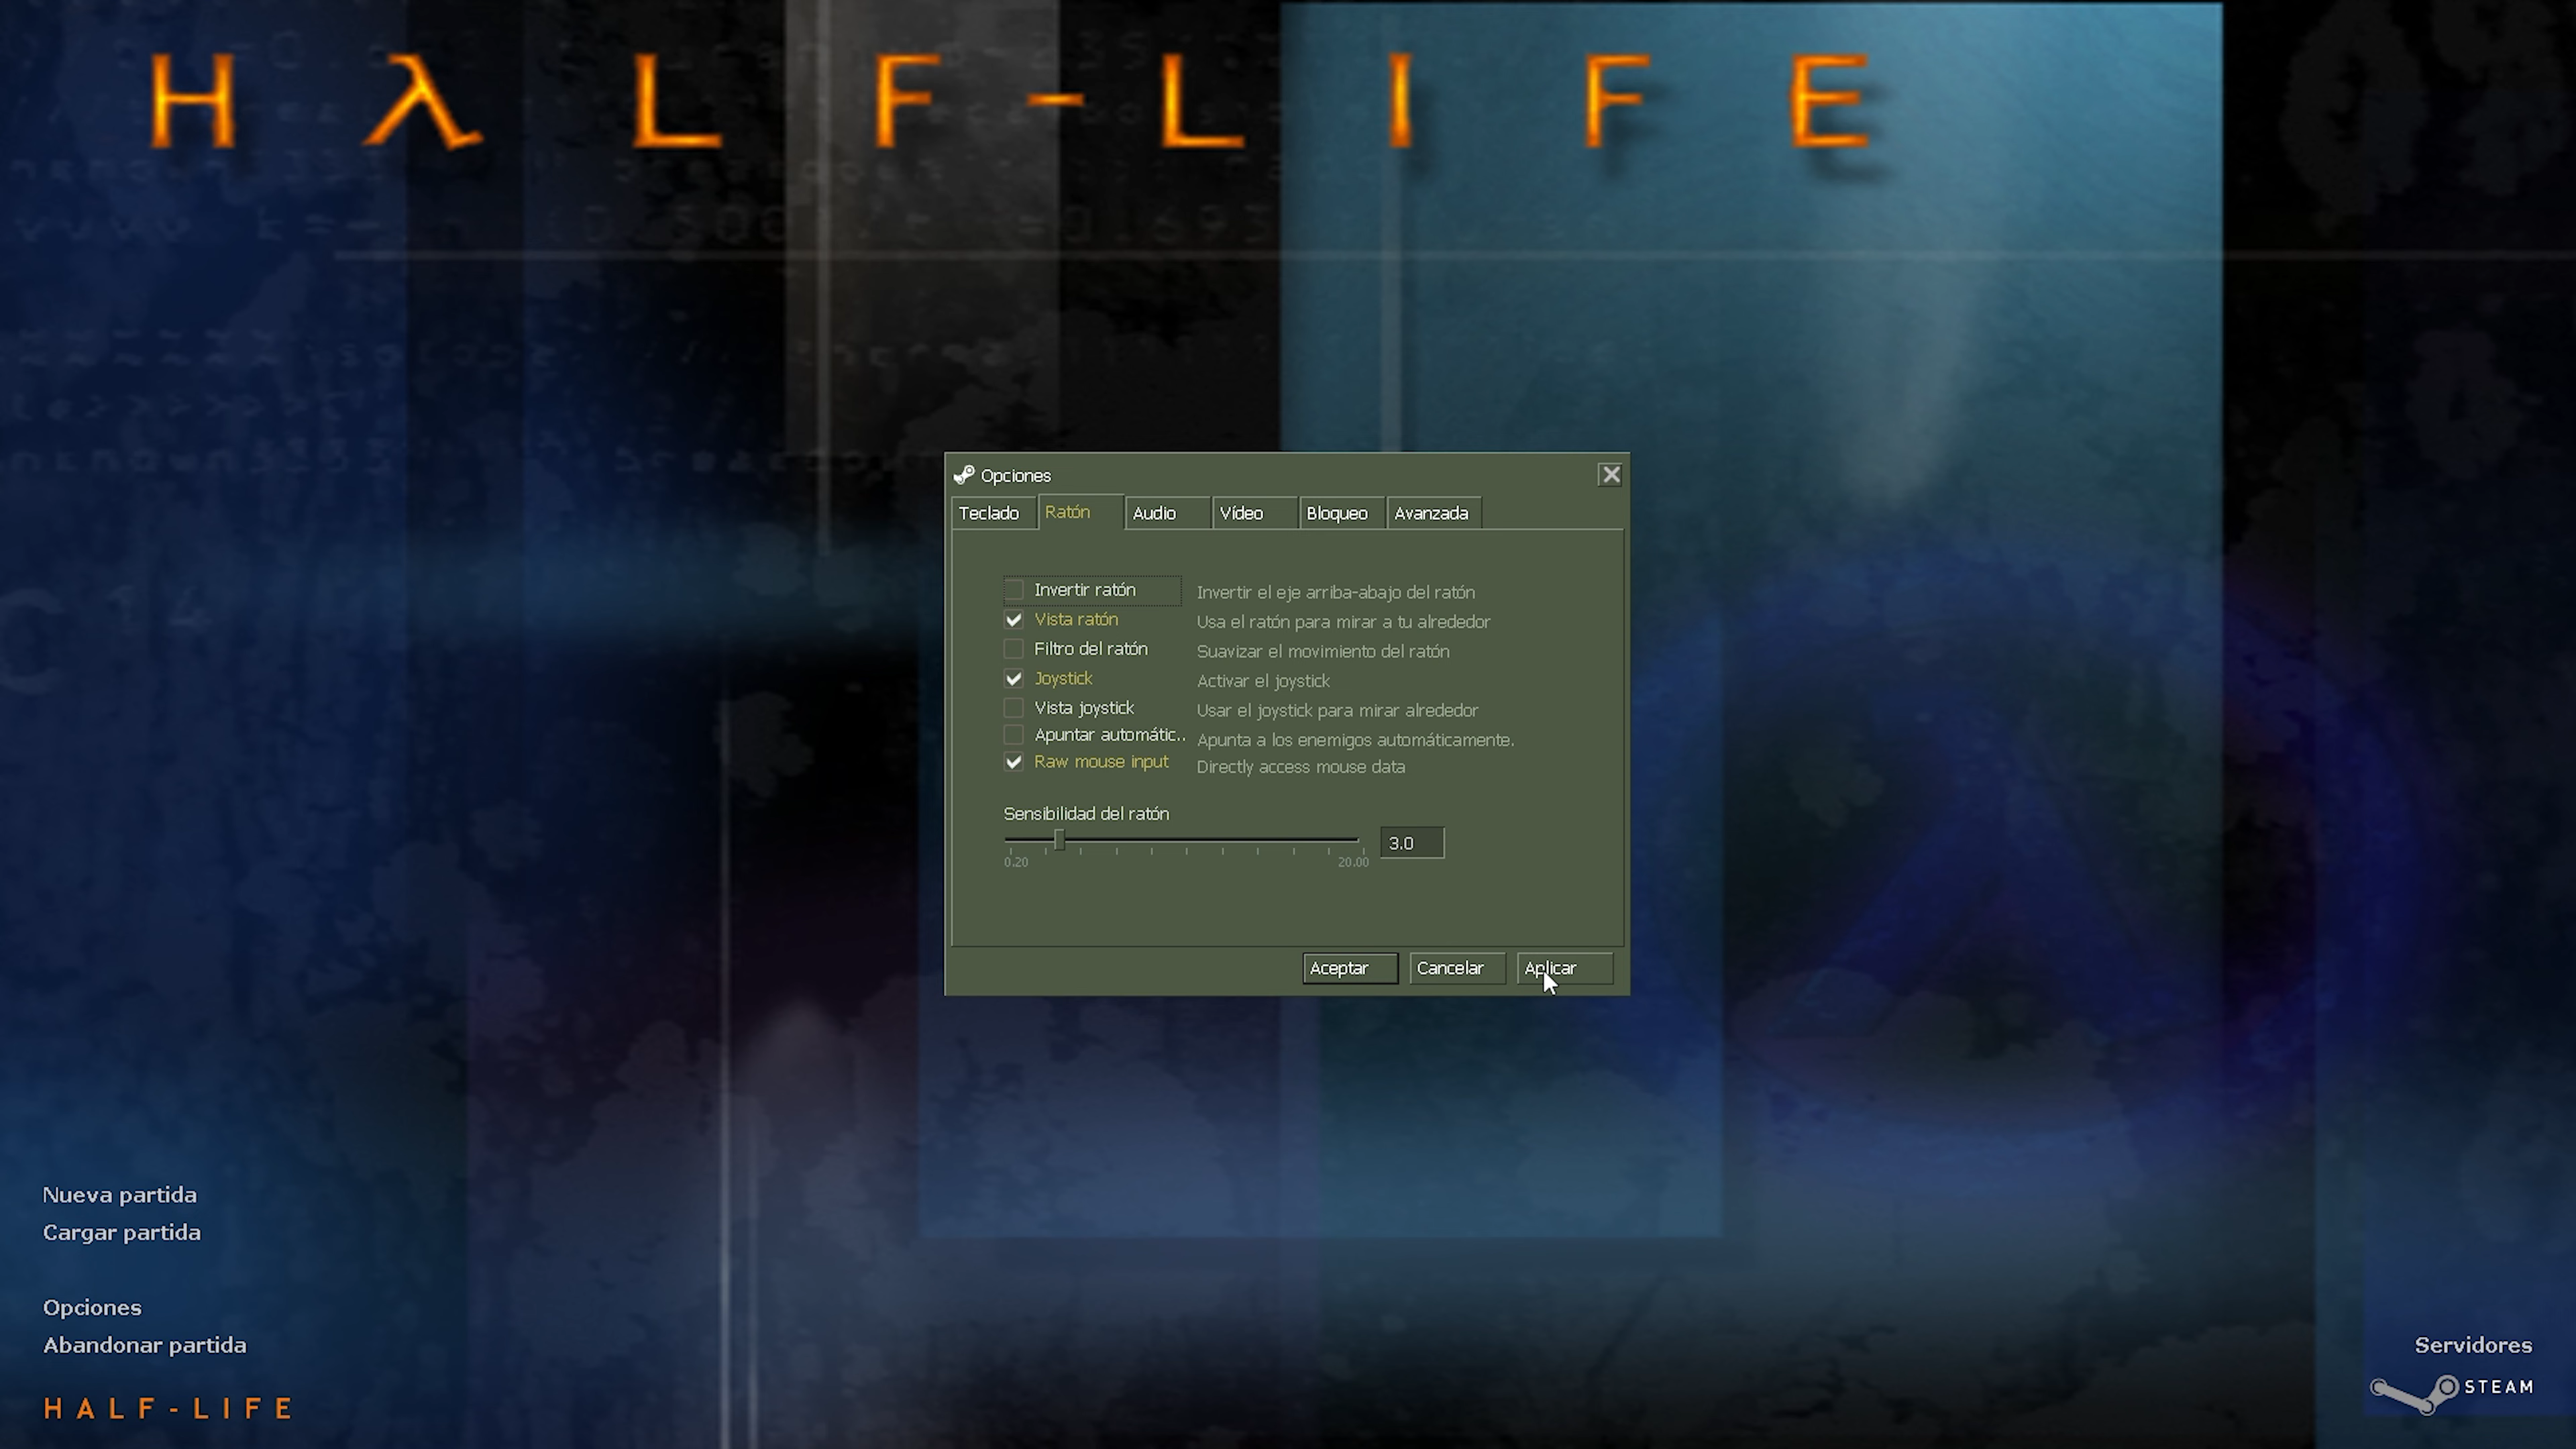 HλLF-LIFE
Opciones
Teclado Ratón Audio Vídeo Bloqueo Avanzada
Invertir ratón Invertir el eje arriba-abajo del ratón
Vista ratón Usa el ratón para mirar a tu alrededor
Filtro del ratón Suavizar el movimiento del ratón
Joystick Activar el joystick
Vista joystick Usar el joystick para mirar alrededor
Apuntar automátic.. Apunta a los enemigos automáticamente.
Raw mouse input Directly access mouse data
Sensibilidad del ratón
3.0
0.20 20.00
Aceptar Cancelar Aplicar
Nueva partida
Cargar partida
Opciones
Abandonar partida
Servidores
STEAM
HALF-LIFE